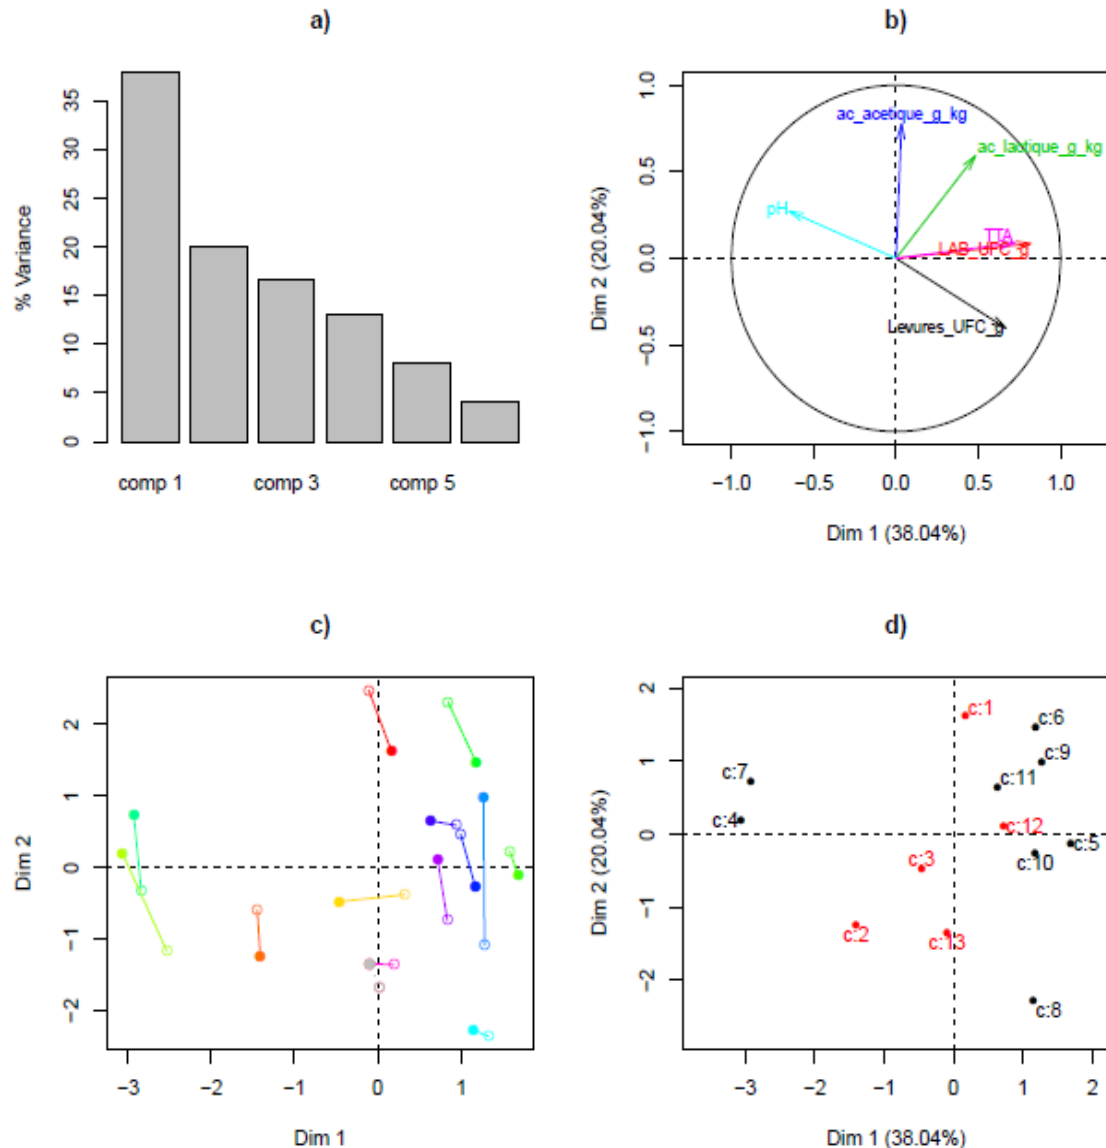 a)
% Variance
35
30
25
20
15
10
5
0
comp 1 comp 3 comp 5
b)
Dim 2 (20.04%)
1.0
0.5
0.0
−0.5
−1.0
ac_acetique_g_kg
ac_lactique_g_kg
pH
TTA
LAB_UFC_g
Levures_UFC_g
−1.0 −0.5 0.0 0.5 1.0
Dim 1 (38.04%)
c)
Dim 2
2
1
0
−1
−2
−3 −2 −1 0 1
Dim 1
d)
Dim 2 (20.04%)
2
1
0
−1
−2
c:1
c:6
c:9
c:7
c:11
c:4
c:12
c:5
c:10
c:3
c:2
c:13
c:8
−3 −2 −1 0 1 2
Dim 1 (38.04%)